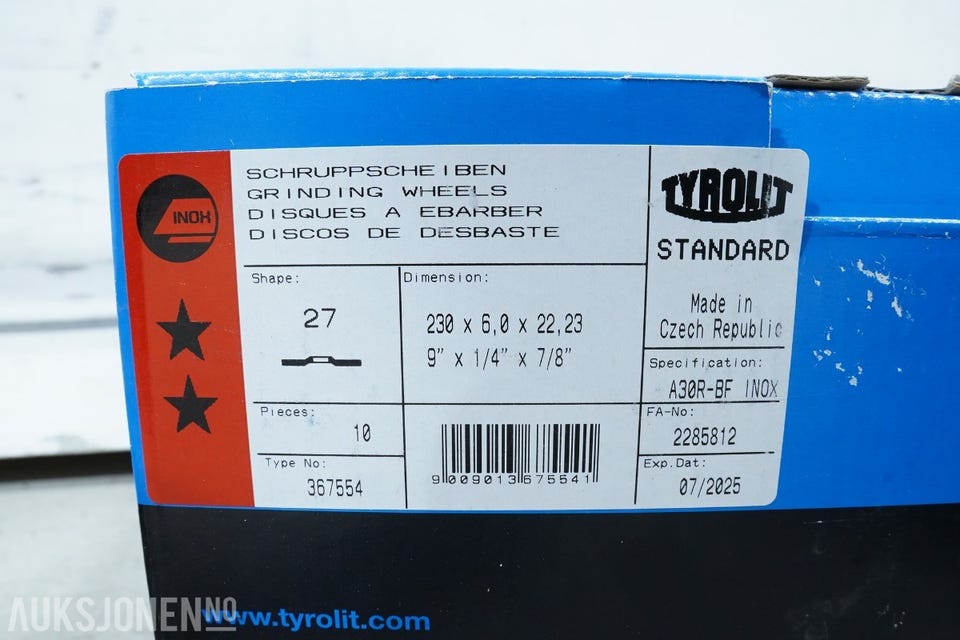 INOX
SCHRUPPSCHEIBEN
GRINDING WHEELS
DISQUES A EBARBER
DISCOS DE DESBASTE
TYROLIT
STANDARD
Made in
Czech Republic
Shape:
27
Dimension:
230 x 6,0 x 22,23
9" x 1/4" x 7/8"
Specification:
A30R-BF INOX
Pieces:
10
FA-No:
2285812
Type No:
367554
9 009013 675541
Exp.Dat:
07/2025
www.tyrolit.com
AUKSJONEN.NO